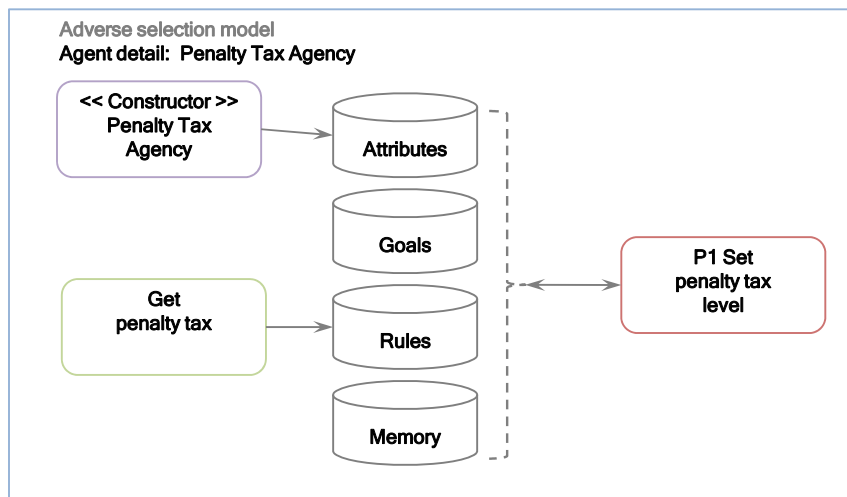 Adverse selection model
Agent detail: Penalty Tax Agency
<< Constructor >>
Penalty Tax
Agency
Attributes
Goals
P1 Set
penalty tax
level
Get
penalty tax
Rules
Memory